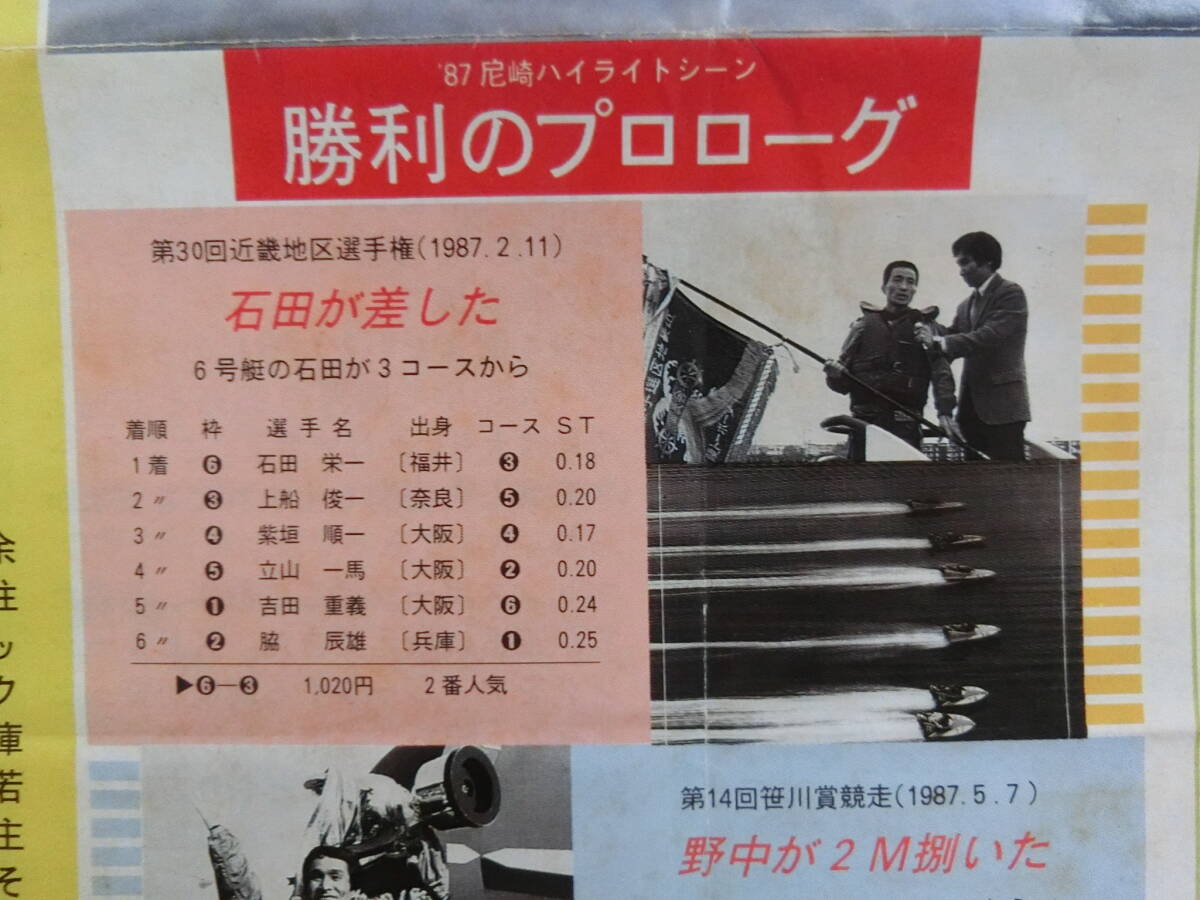 '87尼崎ハイライトシーン
勝利のプロローグ
第30回近畿地区選手権(1987.2.11)
石田が差した
6号艇の石田が3コースから
着順 枠 選手名 出身 コース ST
1着 ❻ 石田 栄一 〔福井〕 ❸ 0.18
2〃 ❸ 上船 俊一 〔奈良〕 ❺ 0.20
3〃 ❹ 紫垣 順一 〔大阪〕 ❹ 0.17
4〃 ❺ 立山 一馬 〔大阪〕 ❷ 0.20
5〃 ❶ 吉田 重義 〔大阪〕 ❻ 0.24
6〃 ❷ 脇 辰雄 〔兵庫〕 ❶ 0.25
▶❻—❸ 1,020円 2番人気
第14回笹川賞競走(1987.5.7)
野中が2M捌いた
余住ック庫若主そ